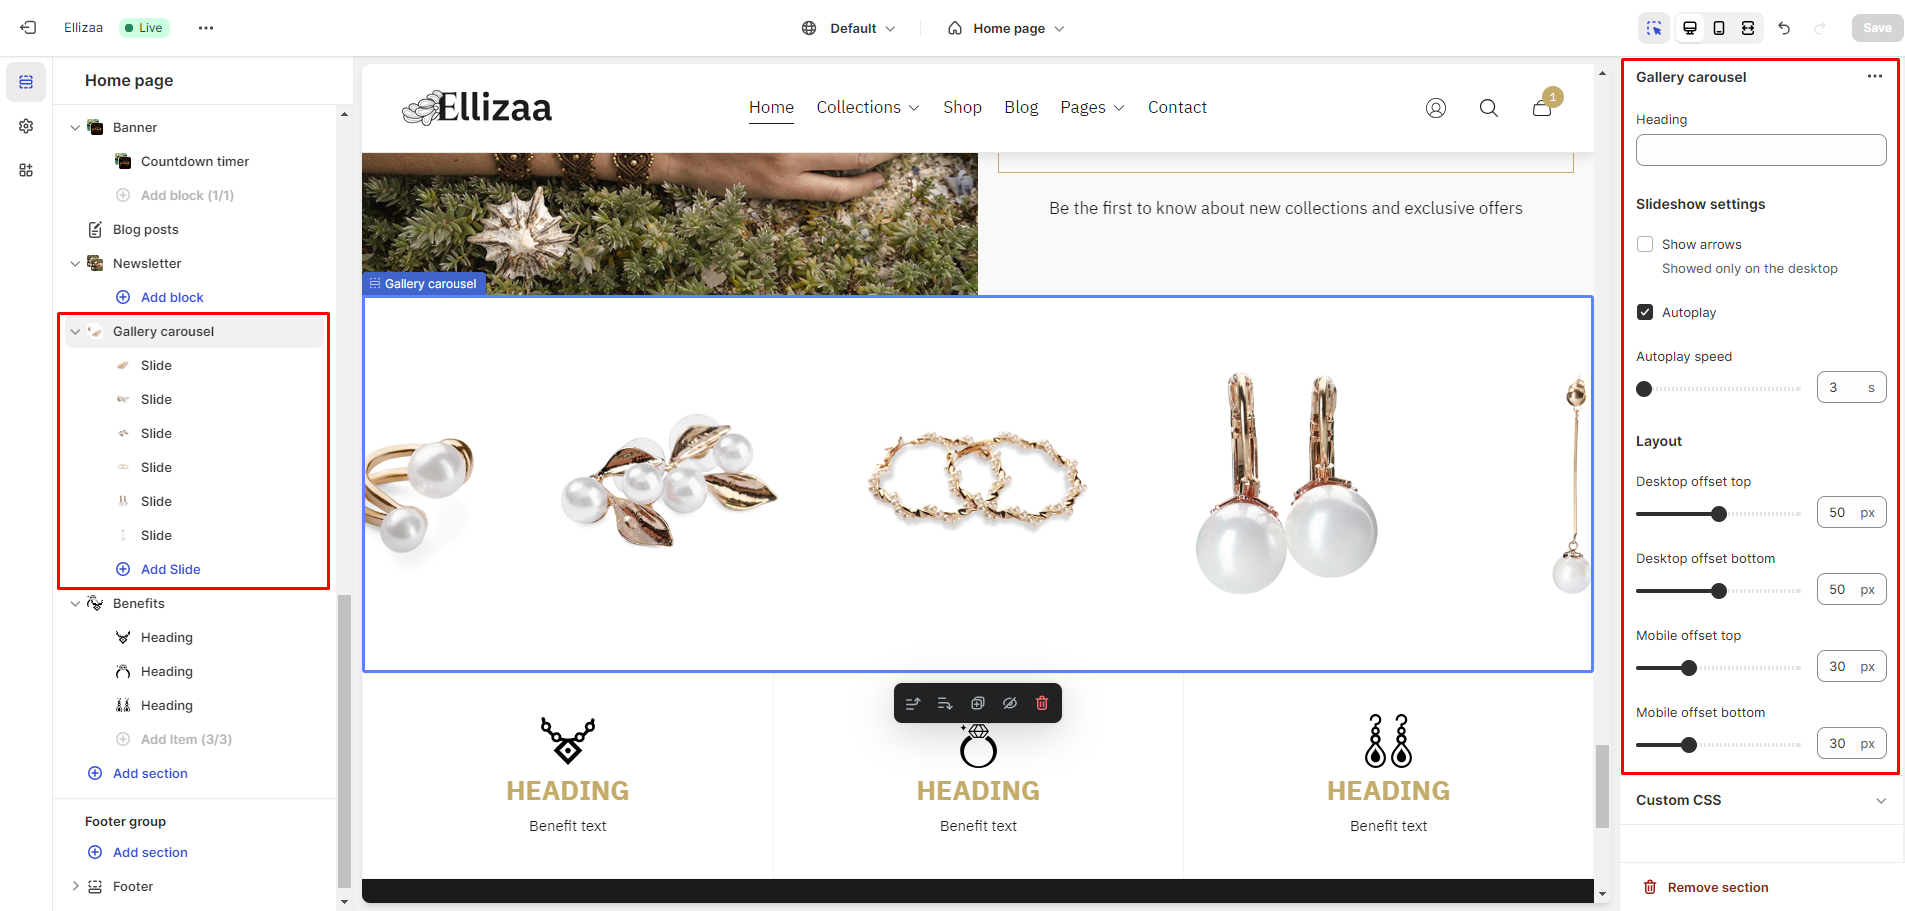 Ellizaa
Live
Default
Home page
Save
Home page
Banner
Countdown timer
Add block (1/1)
Blog posts
Newsletter
Add block
Gallery carousel
Slide
Slide
Slide
Slide
Slide
Slide
Add Slide
Benefits
Heading
Heading
Heading
Add Item (3/3)
Add section
Footer group
Add section
Footer
Ellizaa
Home
Collections
Shop
Blog
Pages
Contact
1
Be the first to know about new collections and exclusive offers
Gallery carousel
HEADING
Benefit text
HEADING
Benefit text
HEADING
Benefit text
Gallery carousel
Heading
Slideshow settings
Show arrows
Showed only on the desktop
Autoplay
Autoplay speed
3 s
Layout
Desktop offset top
50 px
Desktop offset bottom
50 px
Mobile offset top
30 px
Mobile offset bottom
30 px
Custom CSS
Remove section